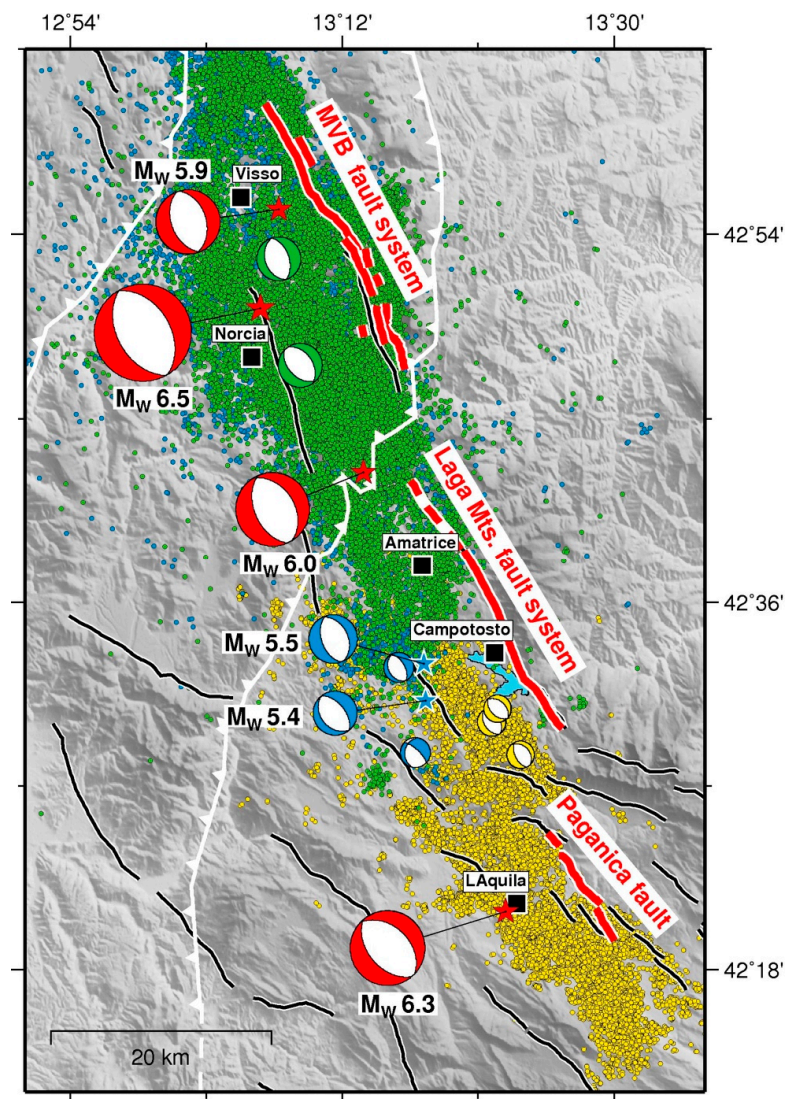 12˚54'
13˚12'
13˚30'
MVB fault system
Mw 5.9
Visso
42˚54'
Norcia
Mw 6.5
Laga Mts. fault system
Amatrice
Mw 6.0
42˚36'
Mw 5.5
Campotosto
Mw 5.4
Paganica fault
LAquila
42˚18'
Mw 6.3
20 km